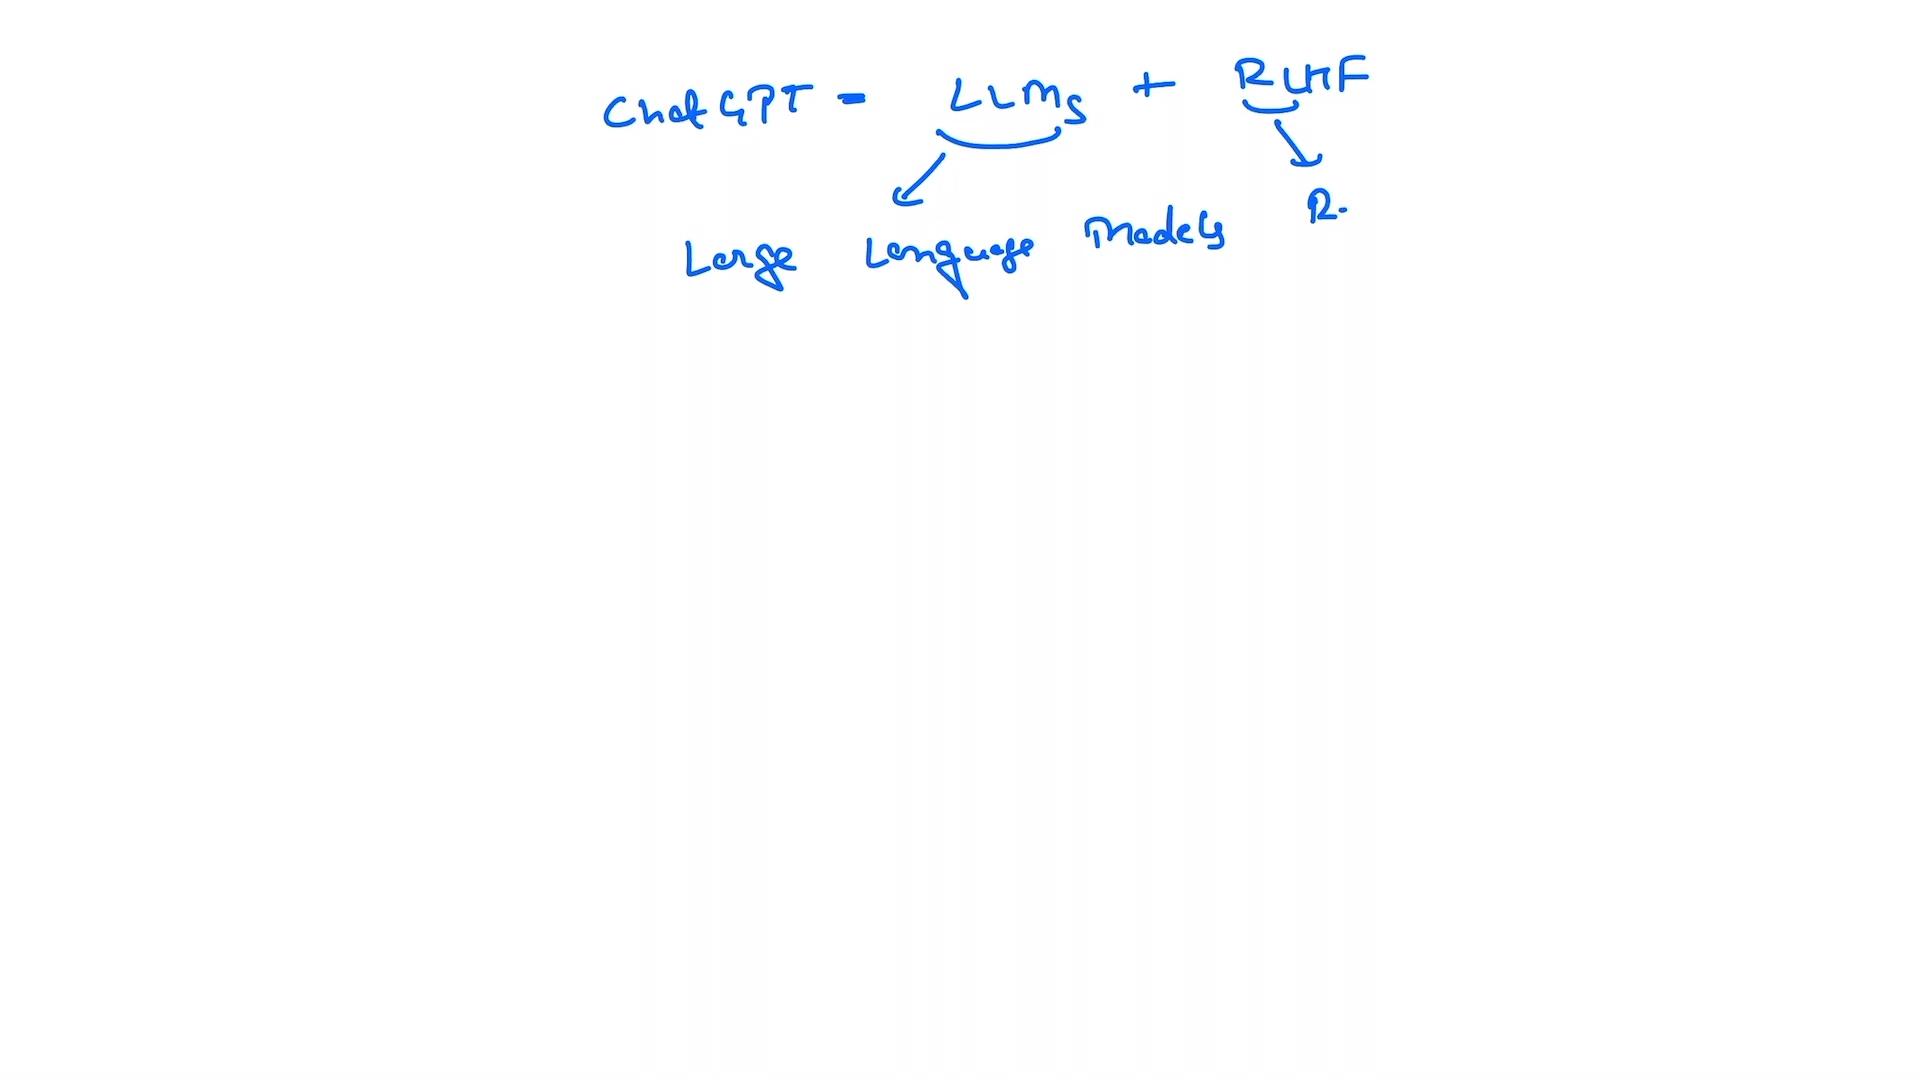 ChatGPT = LLMs + RLHF
Large Language Models R.